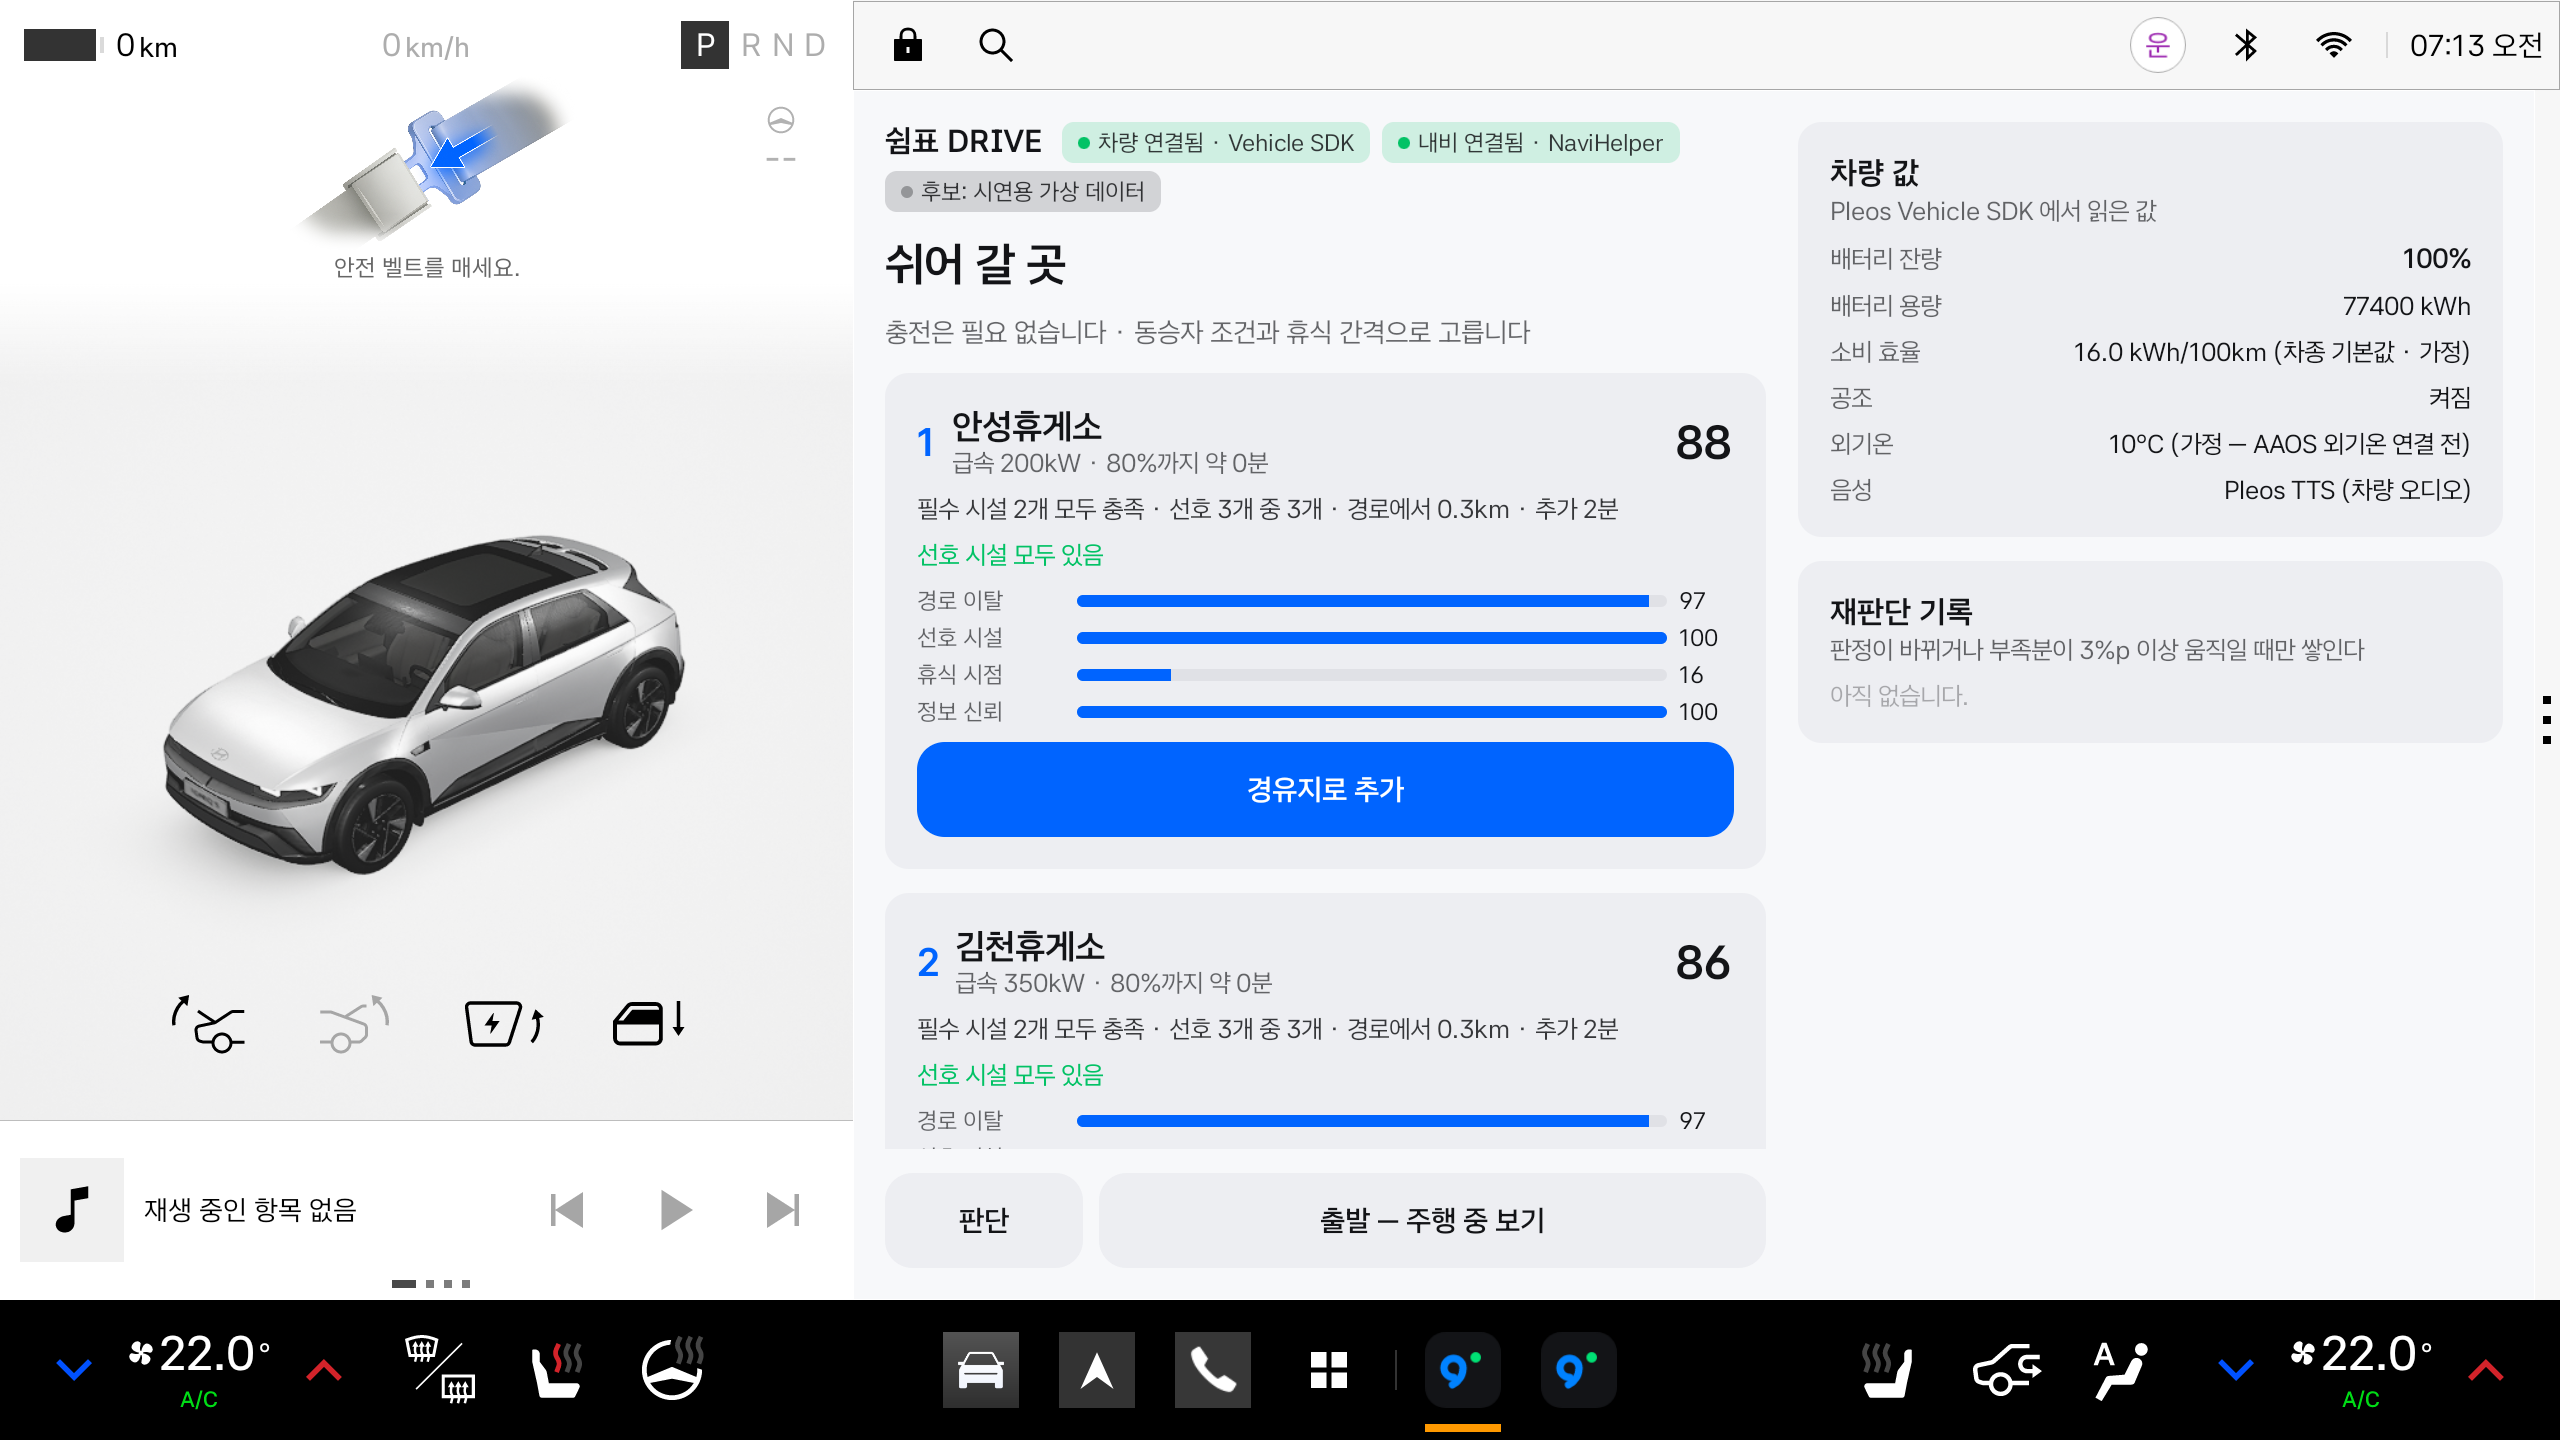 0 km
0 km/h
P R N D
안전 벨트를 매세요.
재생 중인 항목 없음
운
07:13 오전
쉼표 DRIVE
차량 연결됨 · Vehicle SDK
내비 연결됨 · NaviHelper
후보: 시연용 가상 데이터
쉬어 갈 곳
충전은 필요 없습니다 · 동승자 조건과 휴식 간격으로 고릅니다
1 안성휴게소 88
급속 200kW · 80%까지 약 0분
필수 시설 2개 모두 충족 · 선호 3개 중 3개 · 경로에서 0.3km · 추가 2분
선호 시설 모두 있음
경로 이탈 97
선호 시설 100
휴식 시점 16
정보 신뢰 100
경유지로 추가
2 김천휴게소 86
급속 350kW · 80%까지 약 0분
필수 시설 2개 모두 충족 · 선호 3개 중 3개 · 경로에서 0.3km · 추가 2분
선호 시설 모두 있음
경로 이탈 97
판단
출발 — 주행 중 보기
차량 값
Pleos Vehicle SDK 에서 읽은 값
배터리 잔량 100%
배터리 용량 77400 kWh
소비 효율 16.0 kWh/100km (차종 기본값 · 가정)
공조 켜짐
외기온 10°C (가정 — AAOS 외기온 연결 전)
음성 Pleos TTS (차량 오디오)
재판단 기록
판정이 바뀌거나 부족분이 3%p 이상 움직일 때만 쌓인다
아직 없습니다.
22.0°
A/C
A
22.0°
A/C